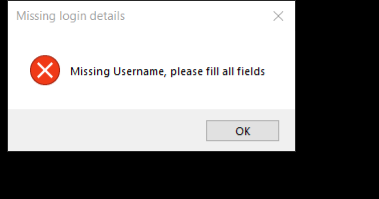 Missing login details
Missing Username, please fill all fields
OK